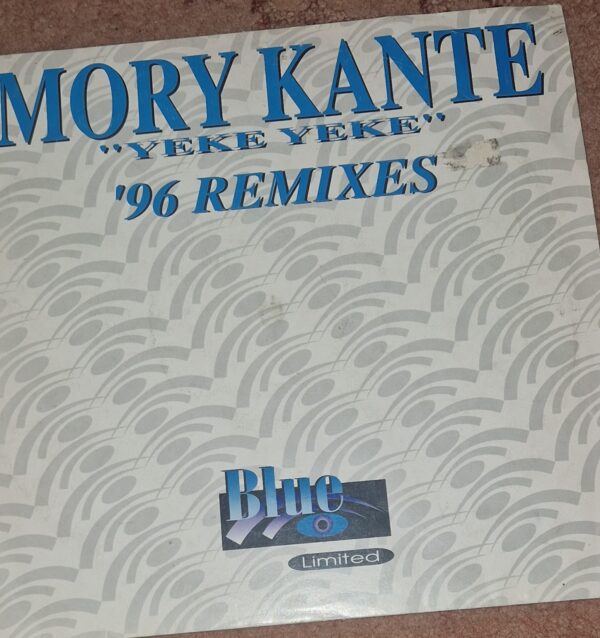 MORY KANTE
"YEKE YEKE"
'96 REMIXES
Blue
Limited